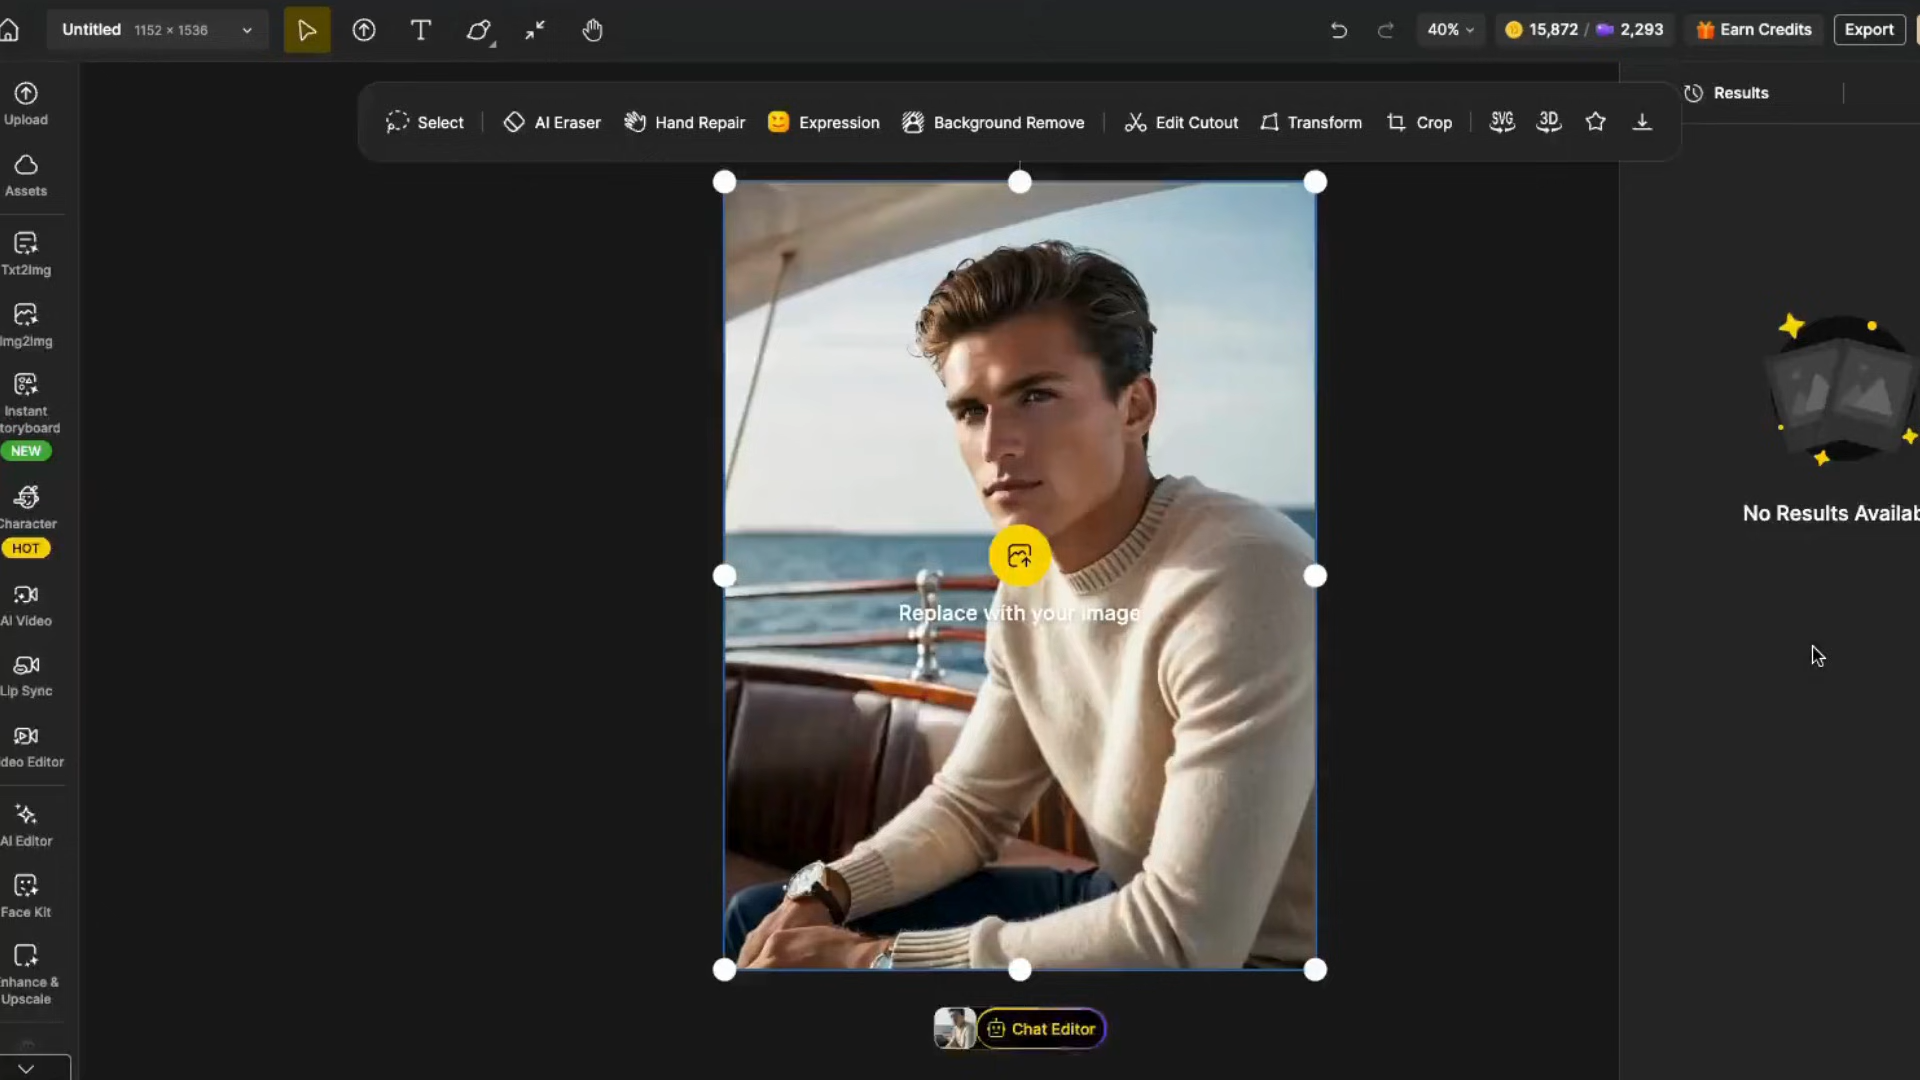 Untitled 1152 × 1536
40%
15,872 / 2,293
Earn Credits
Export
Select
AI Eraser
Hand Repair
Expression
Background Remove
Edit Cutout
Transform
Crop
SVG
3D
Results
Upload
Assets
Txt2Img
Img2Img
Instant
toryboard
NEW
Character
HOT
AI Video
Lip Sync
ideo Editor
AI Editor
Face Kit
Enhance &
Upscale
Replace with your image
No Results Availab
Chat Editor